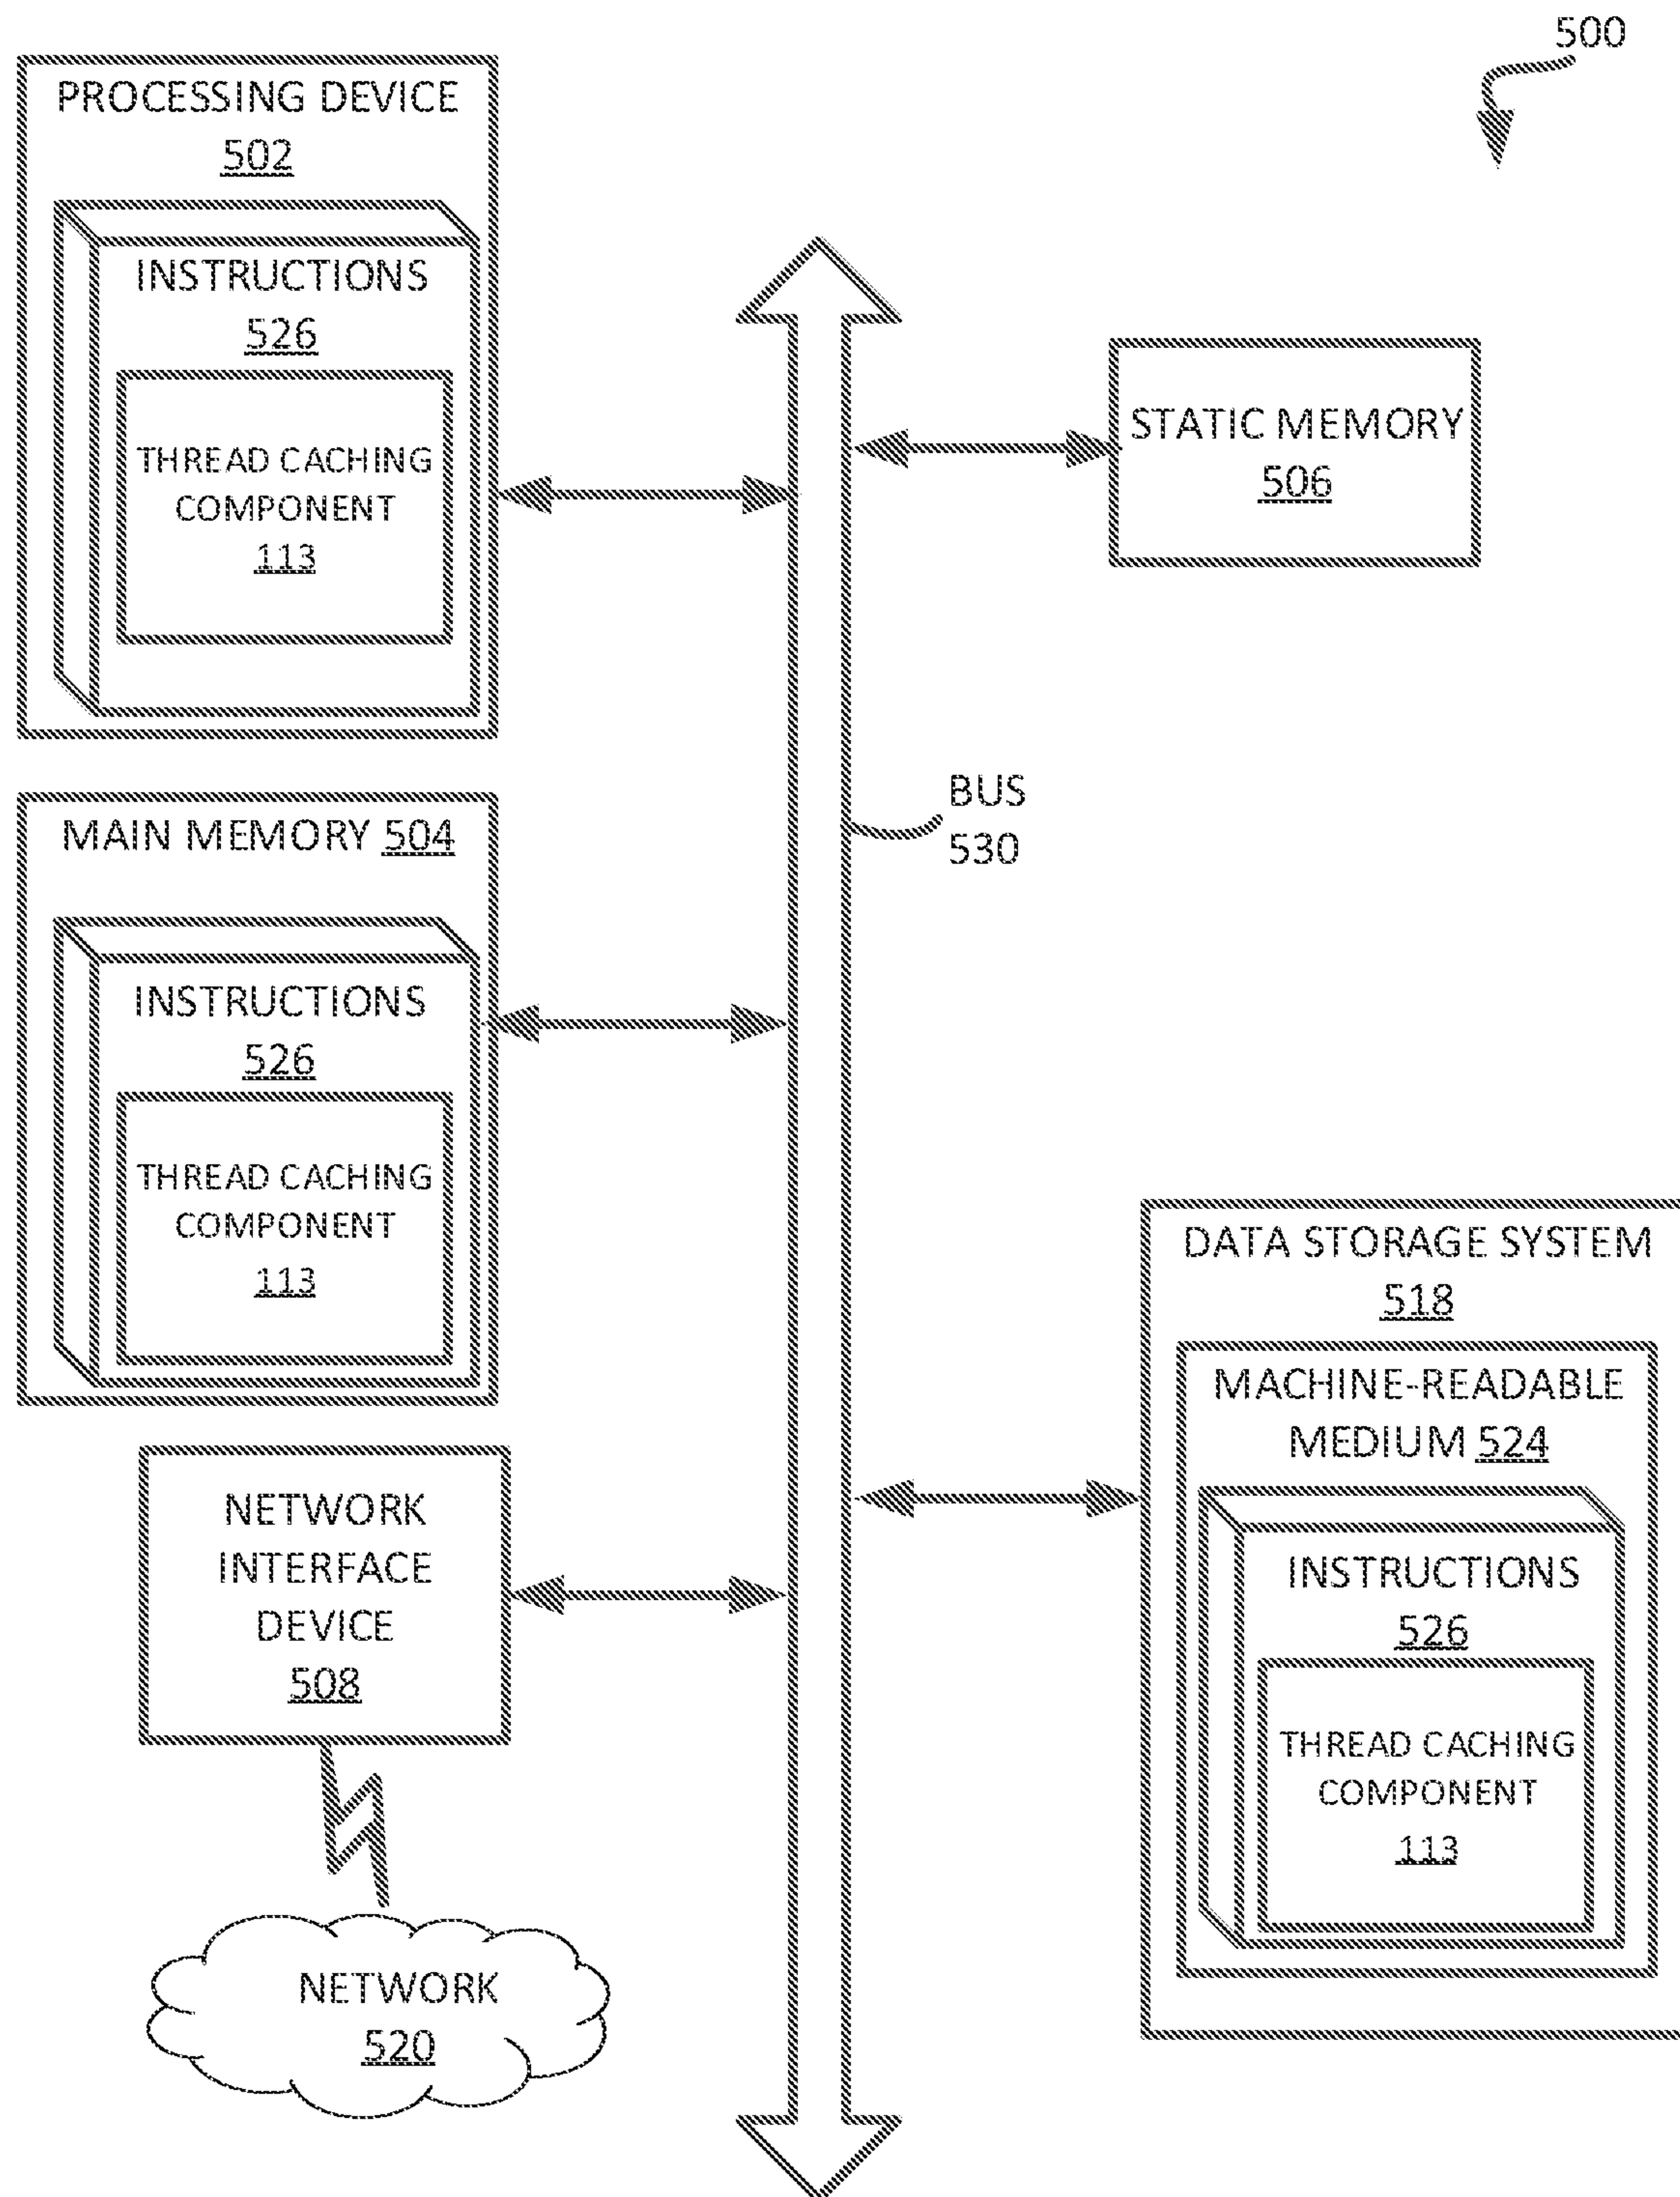 500
PROCESSING DEVICE
502
INSTRUCTIONS
526
THREAD CACHING
COMPONENT
113
STATIC MEMORY
506
BUS
530
MAIN MEMORY 504
INSTRUCTIONS
526
THREAD CACHING
COMPONENT
113
DATA STORAGE SYSTEM
518
MACHINE-READABLE
MEDIUM 524
INSTRUCTIONS
526
THREAD CACHING
COMPONENT
113
NETWORK
INTERFACE
DEVICE
508
NETWORK
520